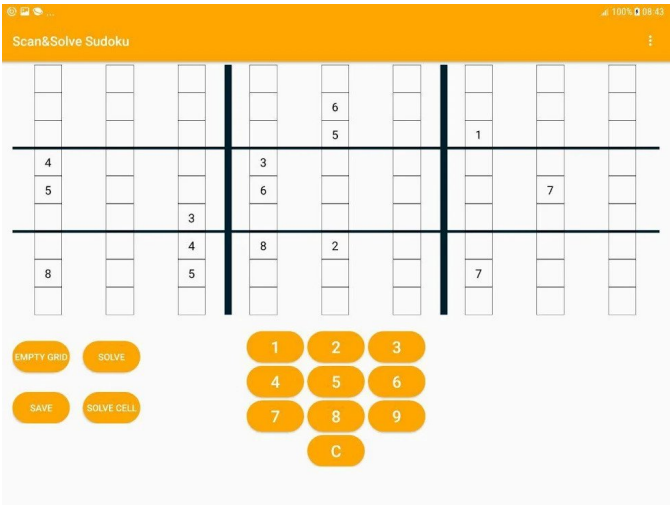 ... 100% 08:43
Scan&Solve Sudoku
6
5 1
4 3
5 6 7
3
4 8 2
8 5 7
EMPTY GRID SOLVE 1 2 3
4 5 6
SAVE SOLVE CELL 7 8 9
C